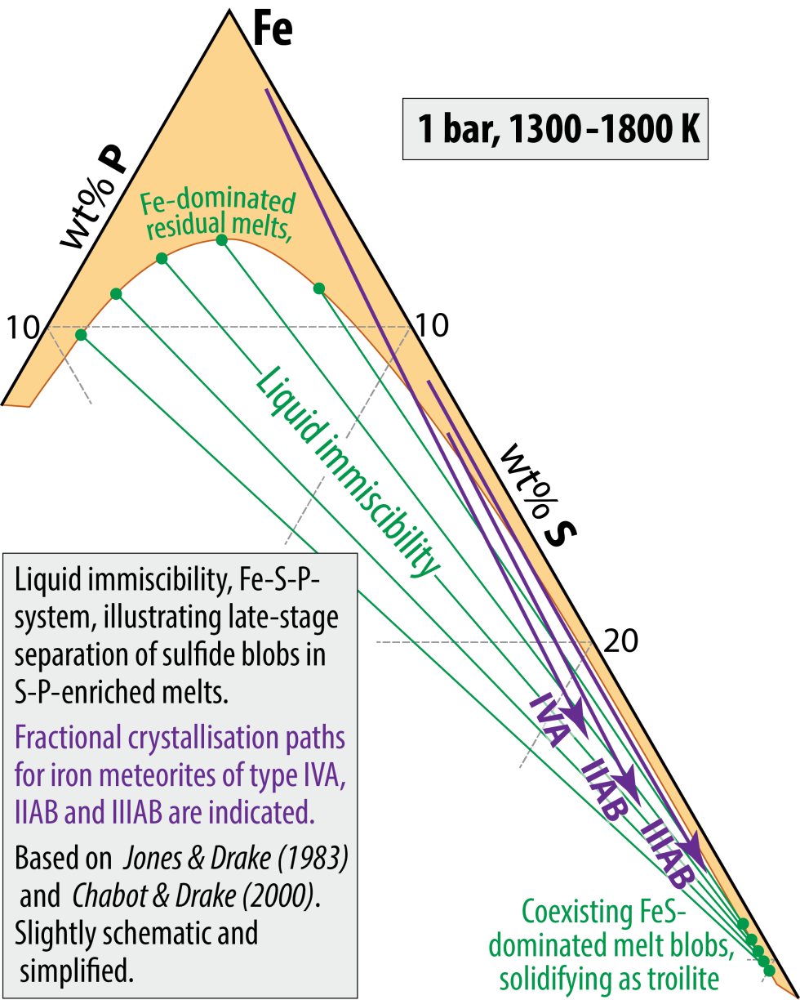 Fe
1 bar, 1300-1800 K
wt% P
Fe-dominated
residual melts,
10
10
Liquid immiscibility
wt% S
20
Liquid immiscibility, Fe-S-P-
system, illustrating late-stage
separation of sulfide blobs in
S-P-enriched melts.
Fractional crystallisation paths
for iron meteorites of type IVA,
IIAB and IIIAB are indicated.
Based on Jones & Drake (1983)
and Chabot & Drake (2000).
Slightly schematic and
simplified.
IVA
IIAB
IIIAB
Coexisting FeS-
dominated melt blobs,
solidifying as troilite